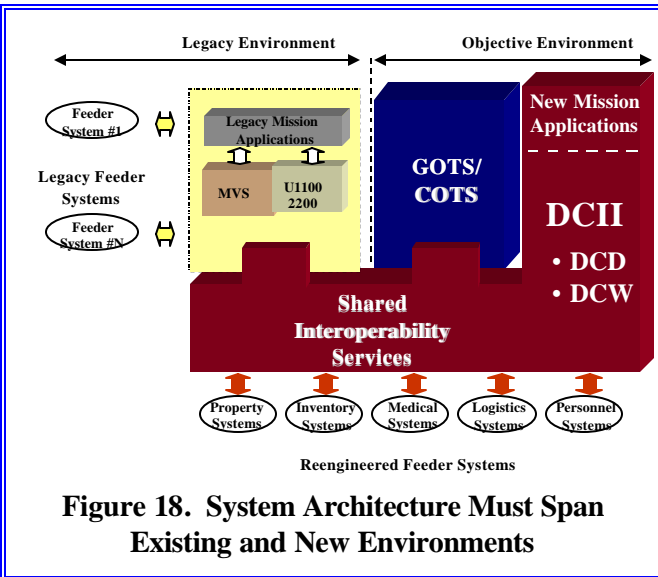 Legacy Environment
Objective Environment
Feeder
System #1
Legacy Feeder
Systems
Feeder
System #N
Legacy Mission
Applications
MVS
U1100
2200
GOTS/
COTS
New Mission
Applications
DCII
• DCD
• DCW
Shared
Interoperability
Services
Property
Systems
Inventory
Systems
Medical
Systems
Logistics
Systems
Personnel
Systems
Reengineered Feeder Systems
Figure 18. System Architecture Must Span
Existing and New Environments